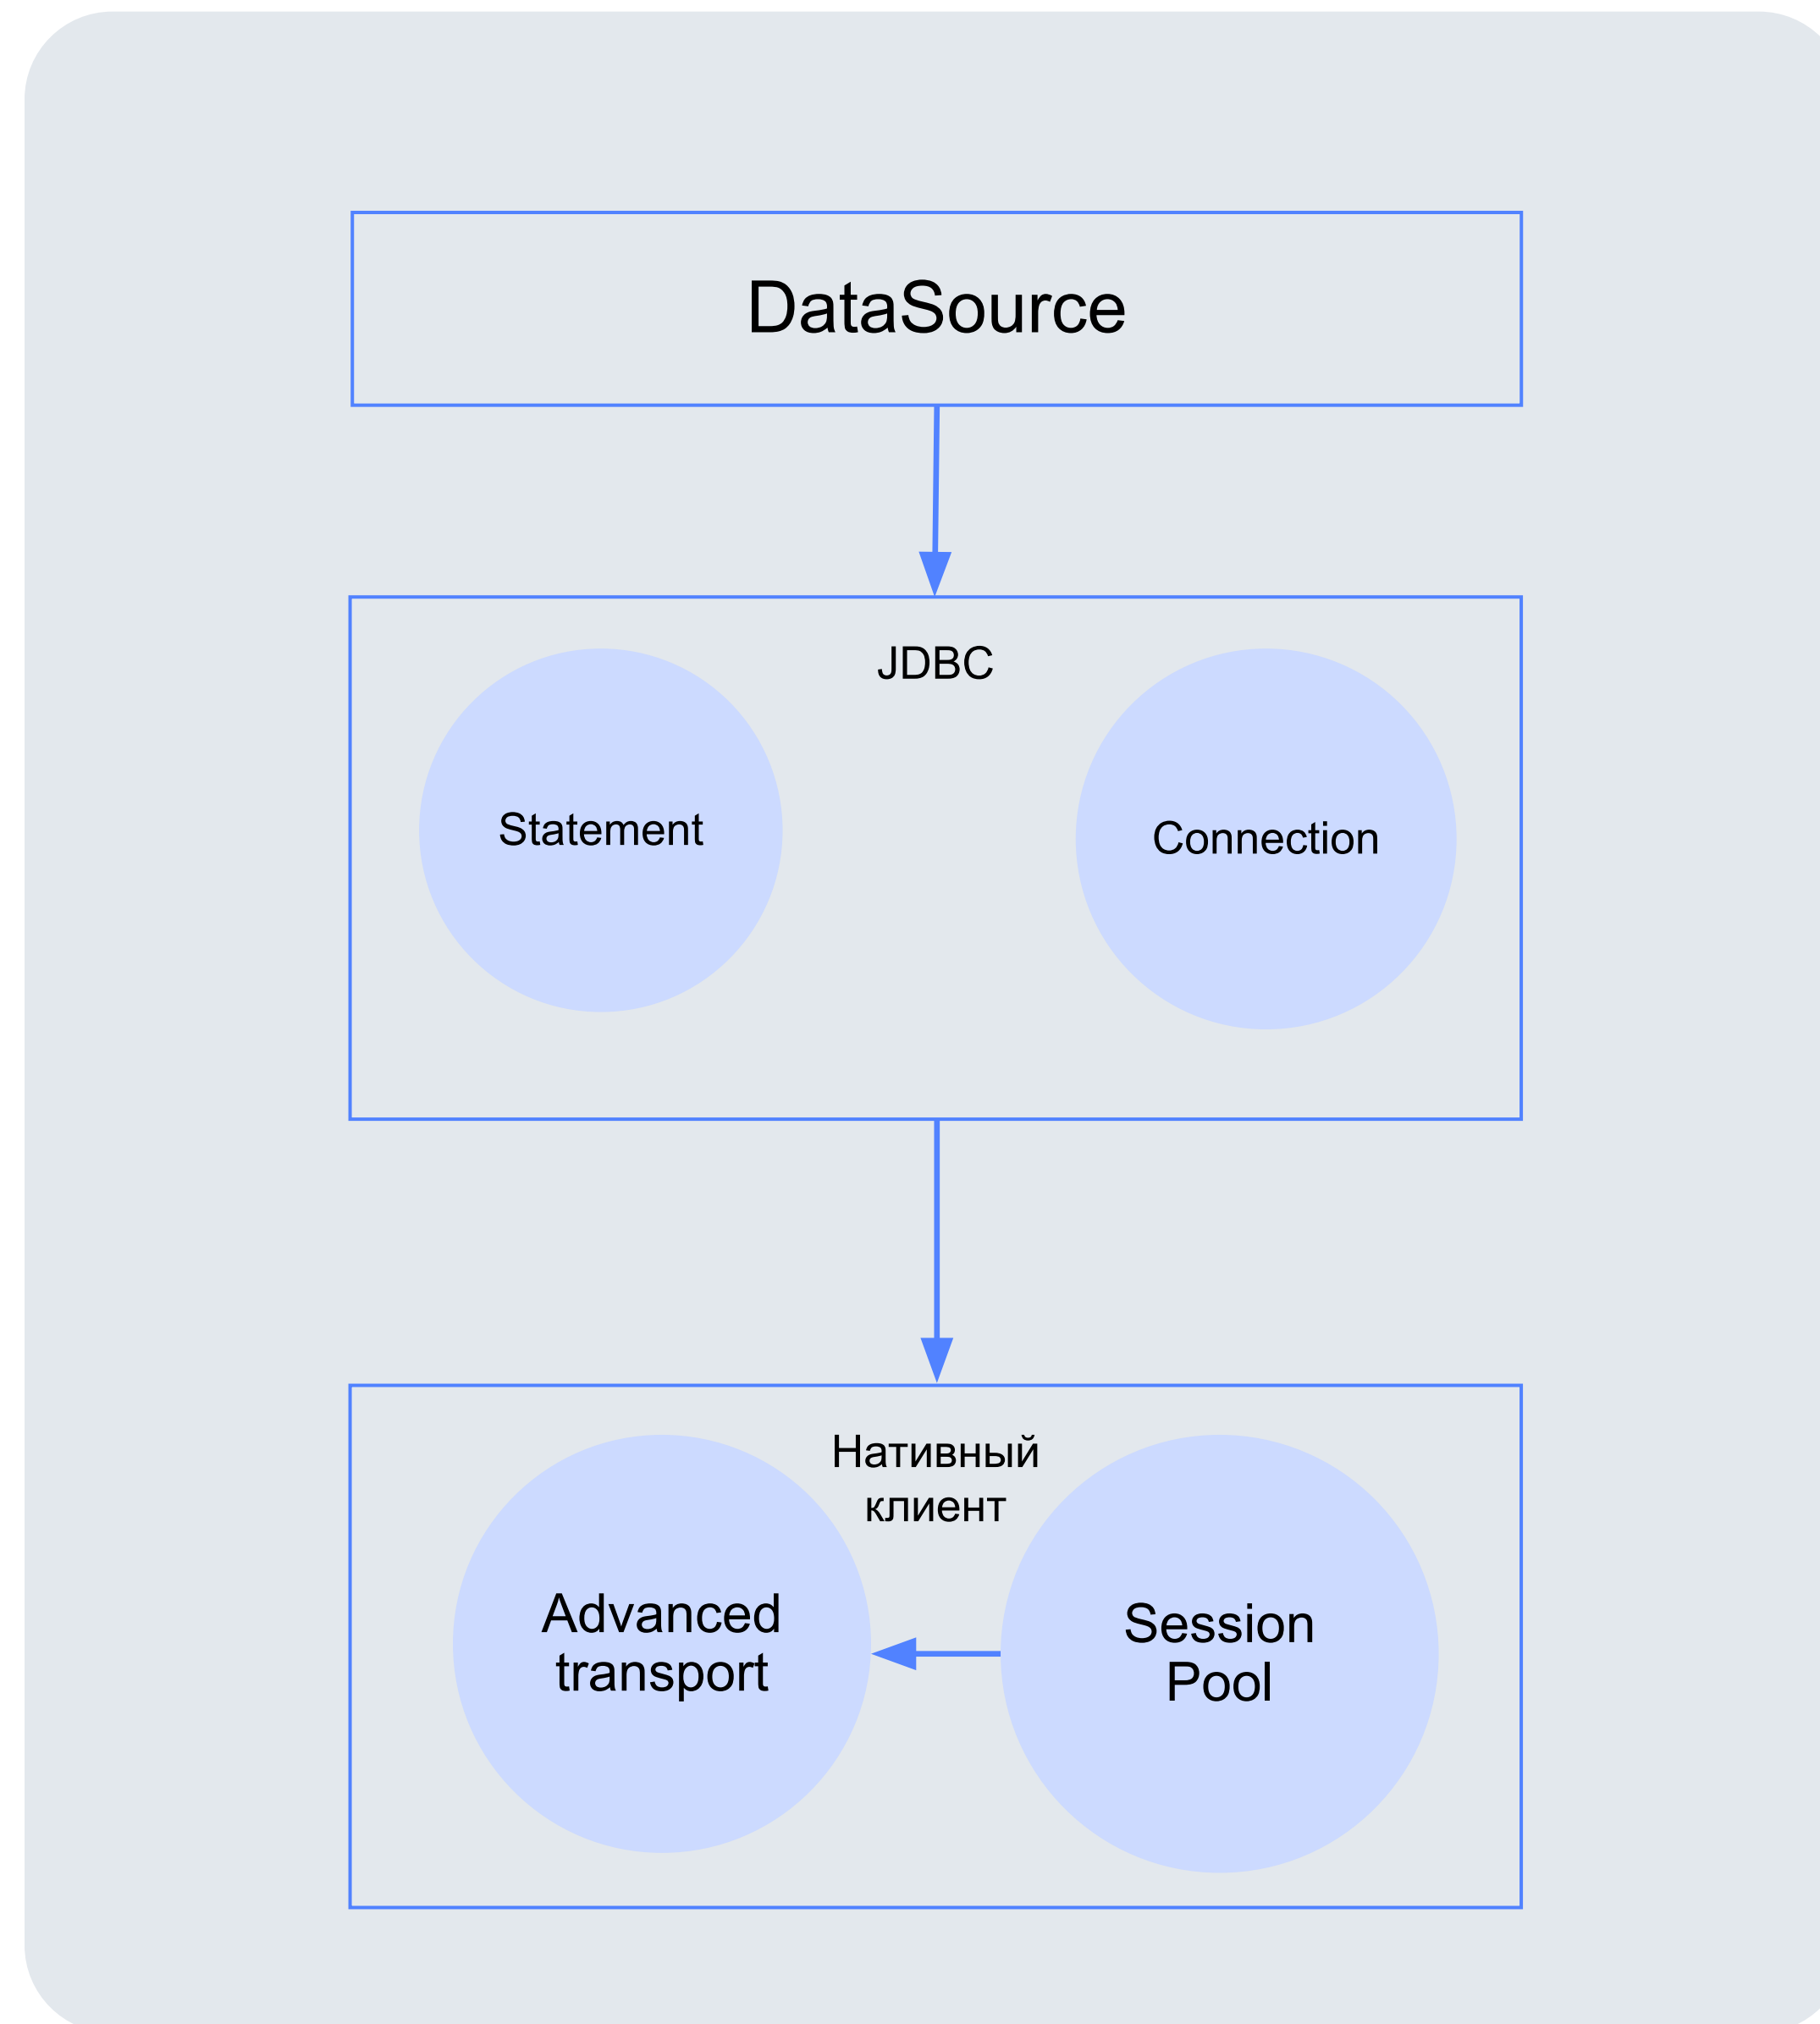 DataSource
JDBC
Statement
Connection
Нативный
клиент
Advanced
transport
Session
Pool